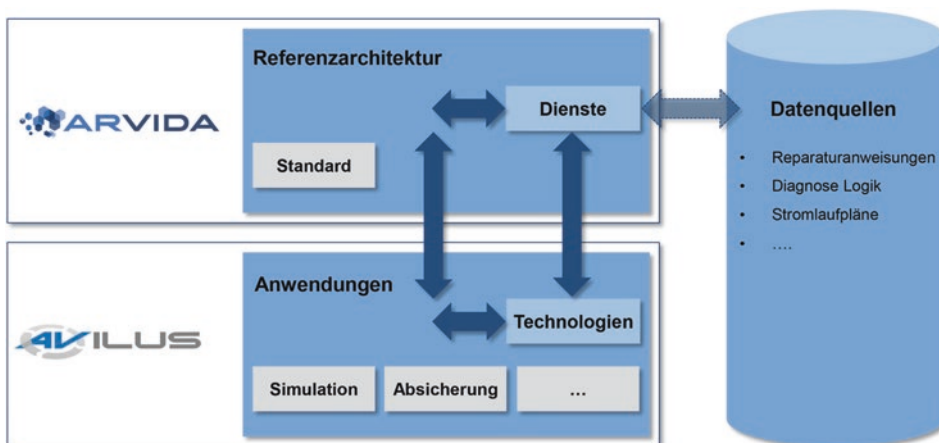 Referenzarchitektur
ARVIDA
Dienste
Standard
Anwendungen
AVILUS
Technologien
Simulation
Absicherung
…
Datenquellen
• Reparaturanweisungen
• Diagnose Logik
• Stromlaufpläne
• ….